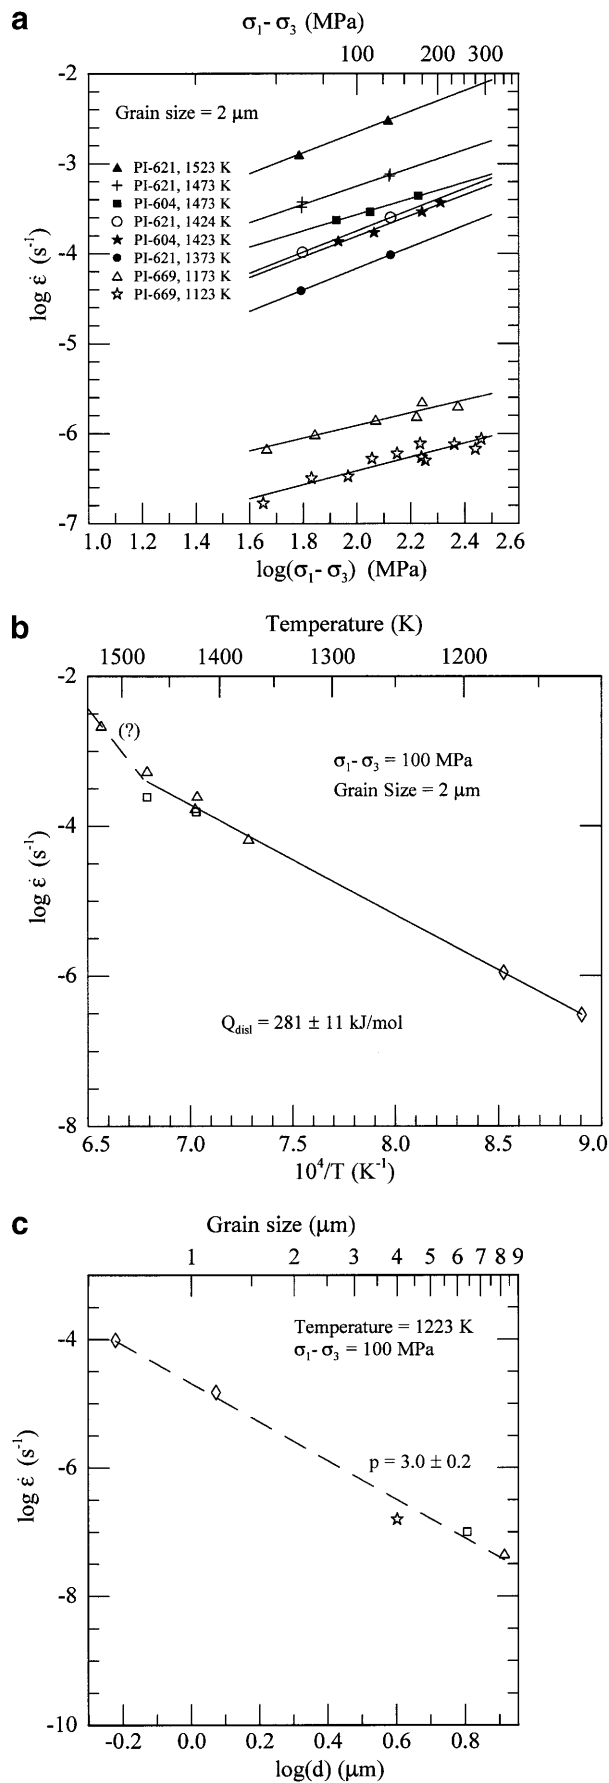 a
σ₁- σ₃ (MPa)
100 200 300
-2
Grain size = 2 μm
PI-621, 1523 K
-3
PI-621, 1473 K
PI-604, 1473 K
PI-621, 1424 K
PI-604, 1423 K
-4
PI-621, 1373 K
PI-669, 1173 K
PI-669, 1123 K
log ε̇ (s⁻¹)
-5
-6
-7
1.0 1.2 1.4 1.6 1.8 2.0 2.2 2.4 2.6
log(σ₁- σ₃) (MPa)
b
Temperature (K)
1500 1400 1300 1200
-2
(?)
σ₁- σ₃ = 100 MPa
Grain Size = 2 μm
-4
log ε̇ (s⁻¹)
-6
Q_disl = 281 ± 11 kJ/mol
-8
6.5 7.0 7.5 8.0 8.5 9.0
10⁴/T (K⁻¹)
c
Grain size (μm)
1 2 3 4 5 6 7 8 9
Temperature = 1223 K
-4
σ₁- σ₃ = 100 MPa
p = 3.0 ± 0.2
-6
log ε̇ (s⁻¹)
-8
-10
-0.2 0.0 0.2 0.4 0.6 0.8
log(d) (μm)